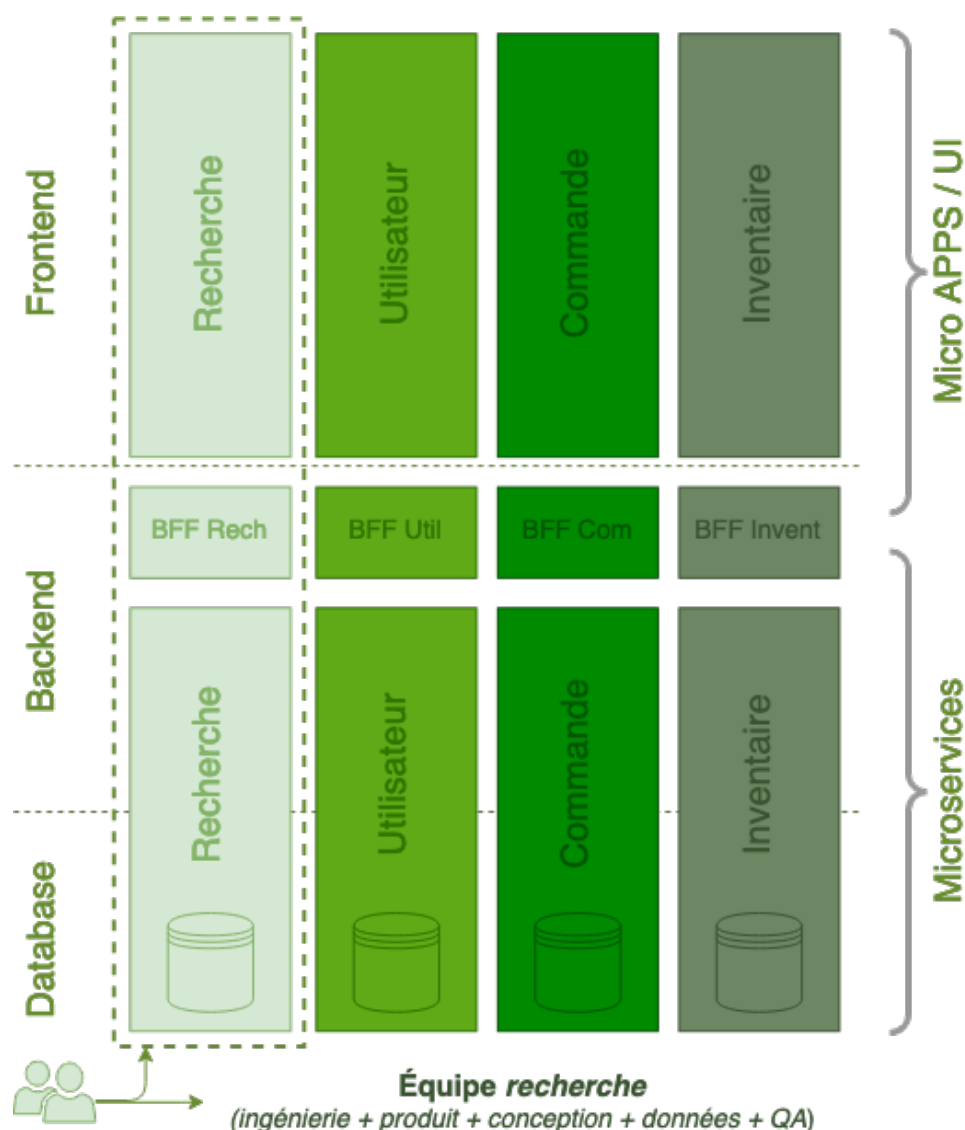 Frontend
Recherche
Utilisateur
Commande
Inventaire
Micro APPS / UI
Backend
BFF Rech
BFF Util
BFF Com
BFF Invent
Recherche
Utilisateur
Commande
Inventaire
Microservices
Database
Équipe recherche
(ingénierie + produit + conception + données + QA)